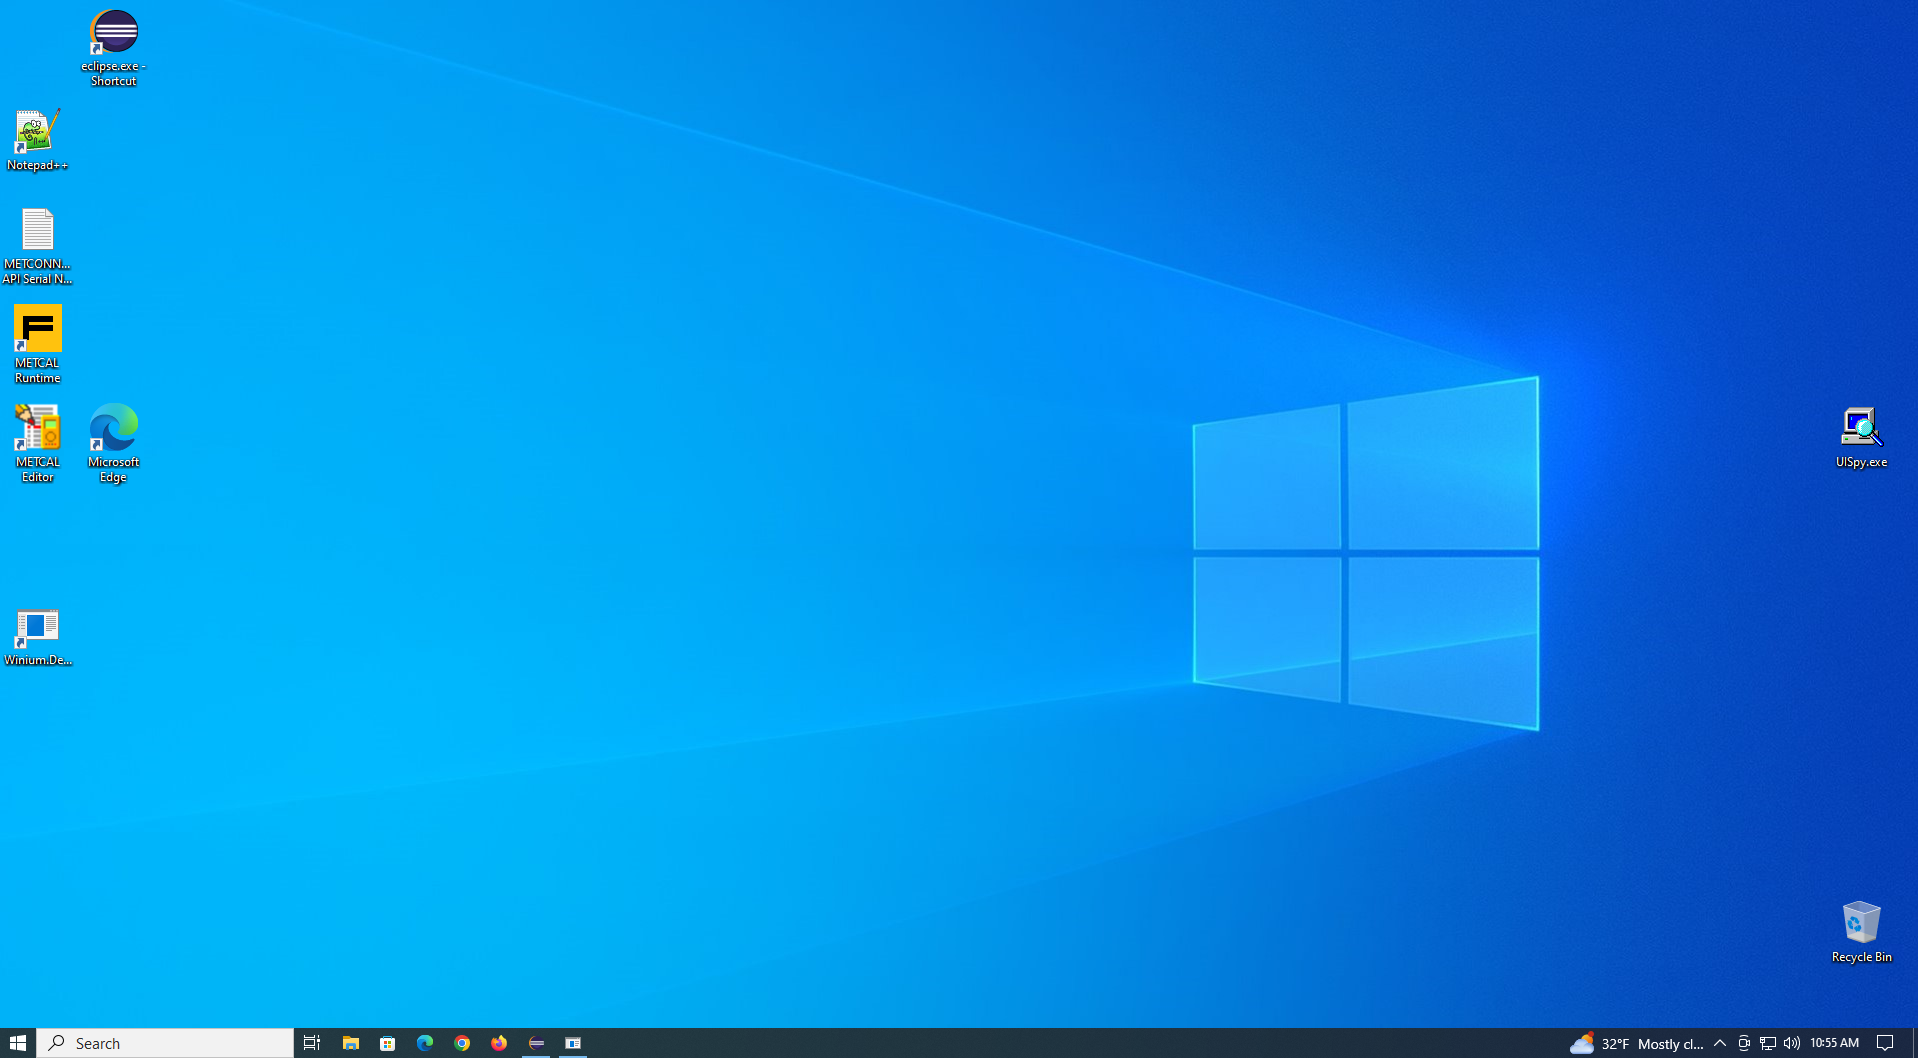 eclipse.exe -
Shortcut
Notepad++
METCONN...
API Serial N...
METCAL
Runtime
METCAL
Editor
Microsoft
Edge
UISpy.exe
Winium.De...
Recycle Bin
Search
32°F Mostly cl...
10:55 AM